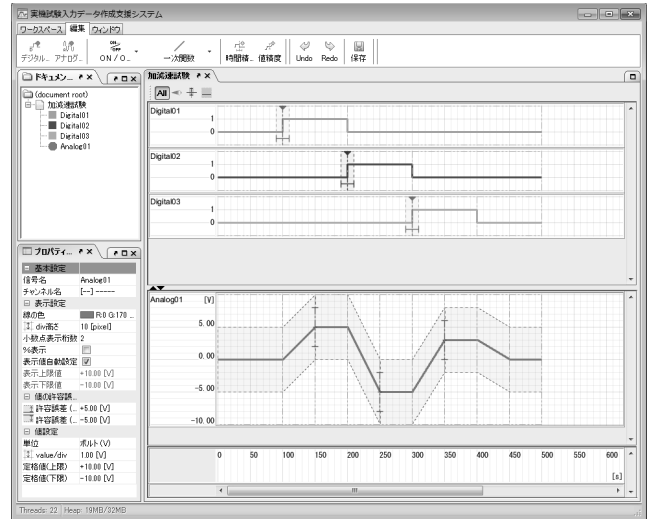 実機試験入力データ作成支援システム
ワークスペース 編集 ウィンドウ
デジタル... アナログ... ON/O... 一次関数 時間精... 値精度 Undo Redo 保存
ドキュメン...
(document root)
加減速試験
Digital01
Digital02
Digital03
Analog01
プロパティ...
基本設定
信号名 Analog01
チャンネル名 [--] -----
表示設定
線の色 R:0 G:170 ...
div高さ 10 [pixel]
小数点表示桁数 2
%表示
表示値自動設定
表示上限値 +10.00 [V]
表示下限値 -10.00 [V]
値の許容誤...
許容誤差 (... +5.00 [V]
許容誤差 (... -5.00 [V]
値設定
単位 ボルト(V)
value/div 1.00 [V]
定格値(上限) +10.00 [V]
定格値(下限) -10.00 [V]
加減速試験
All
Digital01
1
0
Digital02
1
0
Digital03
1
0
Analog01 [V]
5.00
0.00
-5.00
-10.00
0 50 100 150 200 250 300 350 400 450 500 550 600
[s]
Threads: 22 Heap: 19MB/32MB